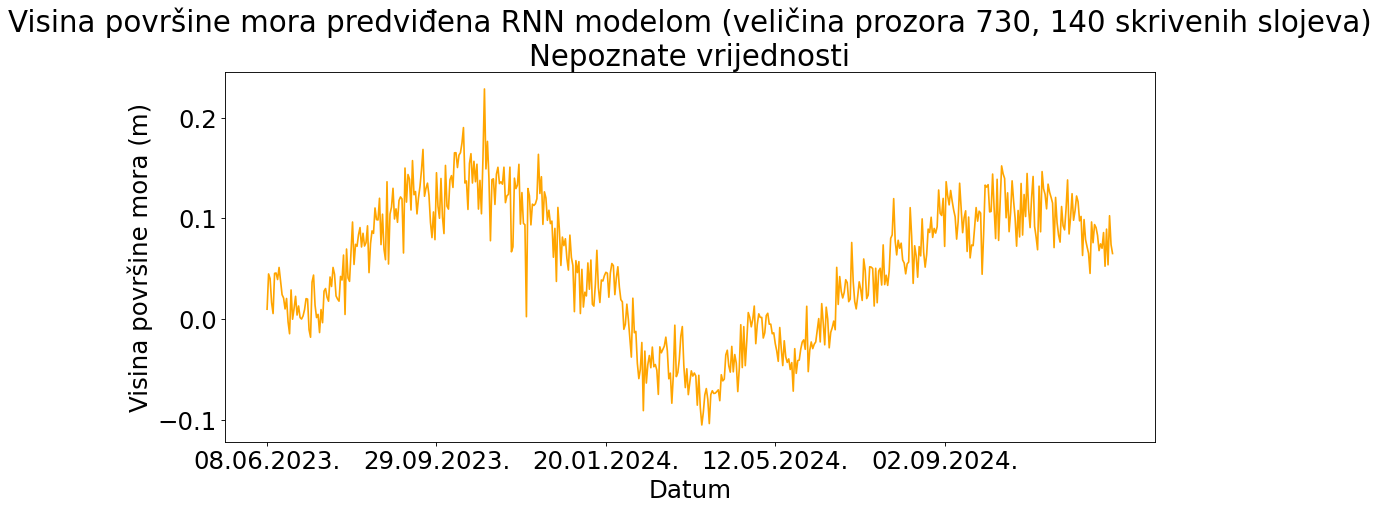 Visina površine mora predviđena RNN modelom (veličina prozora 730, 140 skrivenih slojeva)
Nepoznate vrijednosti
Visina površine mora (m)
0.2
0.1
0.0
−0.1
08.06.2023. 29.09.2023. 20.01.2024. 12.05.2024. 02.09.2024.
Datum